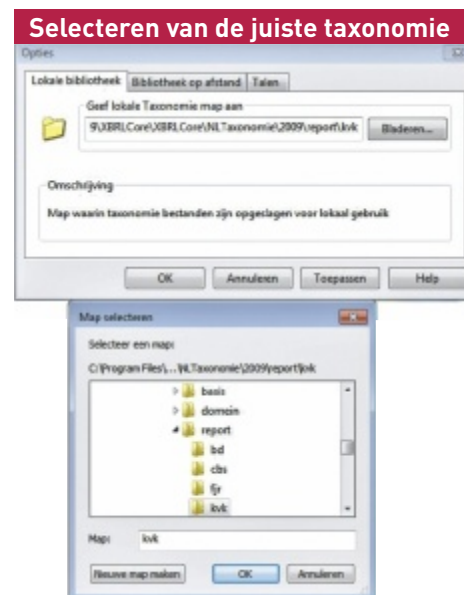 Selecteren van de juiste taxonomie
Opties
Lokale bibliotheek Bibliotheek op afstand Talen
Geef lokale Taxonomie map aan
9\XBRLCore\XBRLCore\NLTaxonomie\2009\report\kvk Bladeren...
Omschrijving
Map waarin taxonomie bestanden zijn opgeslagen voor lokaal gebruik
OK Annuleren Toepassen Help
Map selecteren
Selecteer een map:
C:\Program Files\...\NLTaxonomie\2009\report\kvk
basis
domein
report
bd
cbs
fjr
kvk
Map: kvk
Nieuwe map maken OK Annuleren